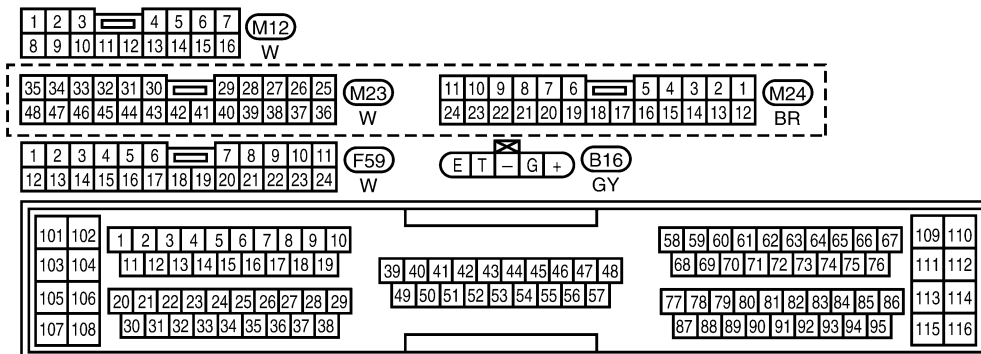 1 2 3 4 5 6 7
8 9 10 11 12 13 14 15 16
M12
W
35 34 33 32 31 30 29 28 27 26 25
48 47 46 45 44 43 42 41 40 39 38 37 36
M23
W
11 10 9 8 7 6 5 4 3 2 1
24 23 22 21 20 19 18 17 16 15 14 13 12
M24
BR
1 2 3 4 5 6 7 8 9 10 11
12 13 14 15 16 17 18 19 20 21 22 23 24
F59
W
E T – G +
B16
GY
101 102
103 104
105 106
107 108
1 2 3 4 5 6 7 8 9 10
11 12 13 14 15 16 17 18 19
20 21 22 23 24 25 26 27 28 29
30 31 32 33 34 35 36 37 38
39 40 41 42 43 44 45 46 47 48
49 50 51 52 53 54 55 56 57
58 59 60 61 62 63 64 65 66 67
68 69 70 71 72 73 74 75 76
77 78 79 80 81 82 83 84 85 86
87 88 89 90 91 92 93 94 95
109 110
111 112
113 114
115 116